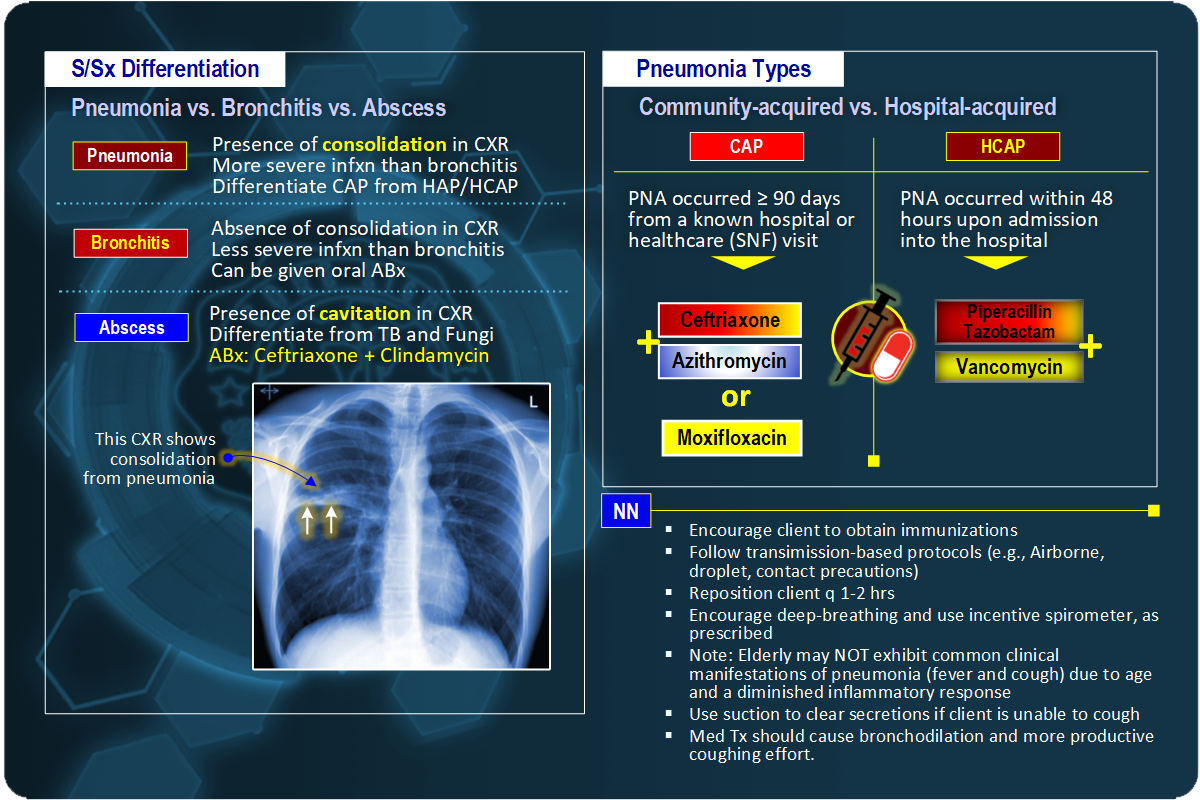 S/Sx Differentiation
Pneumonia vs. Bronchitis vs. Abscess
Pneumonia
Presence of consolidation in CXR
More severe infxn than bronchitis
Differentiate CAP from HAP/HCAP
Bronchitis
Absence of consolidation in CXR
Less severe infxn than bronchitis
Can be given oral ABx
Abscess
Presence of cavitation in CXR
Differentiate from TB and Fungi
ABx: Ceftriaxone + Clindamycin
This CXR shows
consolidation
from pneumonia
L
Pneumonia Types
Community-acquired vs. Hospital-acquired
CAP
PNA occurred ≥ 90 days
from a known hospital or
healthcare (SNF) visit
+
Ceftriaxone
Azithromycin
or
Moxifloxacin
HCAP
PNA occurred within 48
hours upon admission
into the hospital
Piperacillin
Tazobactam
+
Vancomycin
NN
▪ Encourage client to obtain immunizations
▪ Follow transimission-based protocols (e.g., Airborne,
droplet, contact precautions)
▪ Reposition client q 1-2 hrs
▪ Encourage deep-breathing and use incentive spirometer, as
prescribed
▪ Note: Elderly may NOT exhibit common clinical
manifestations of pneumonia (fever and cough) due to age
and a diminished inflammatory response
▪ Use suction to clear secretions if client is unable to cough
▪ Med Tx should cause bronchodilation and more productive
coughing effort.